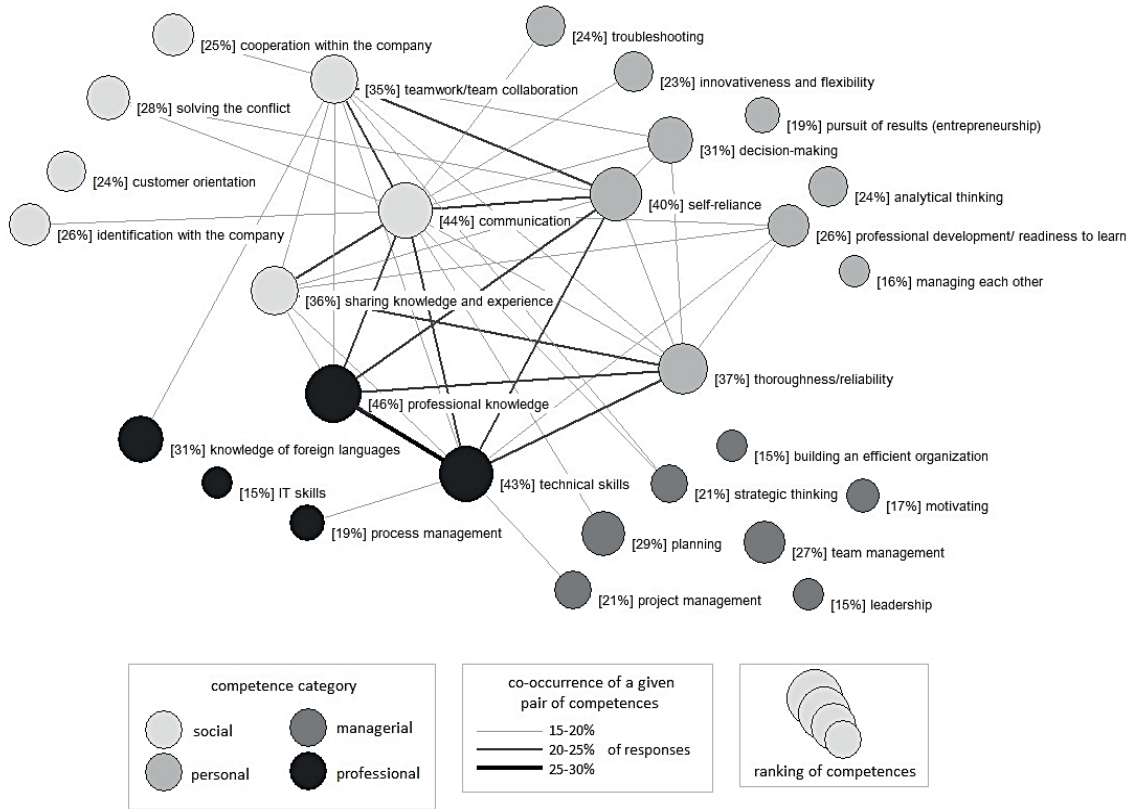 [25%] cooperation within the company
[24%] troubleshooting
[23%] innovativeness and flexibility
[35%] teamwork/team collaboration
[28%] solving the conflict
[19%] pursuit of results (entrepreneurship)
[31%] decision-making
[24%] customer orientation
[24%] analytical thinking
[40%] self-reliance
[44%] communication
[26%] identification with the company
[26%] professional development/ readiness to learn
[16%] managing each other
[36%] sharing knowledge and experience
[37%] thoroughness/reliability
[46%] professional knowledge
[31%] knowledge of foreign languages
[15%] building an efficient organization
[43%] technical skills
[15%] IT skills
[21%] strategic thinking
[17%] motivating
[19%] process management
[29%] planning
[27%] team management
[21%] project management
[15%] leadership
competence category
social
managerial
personal
professional
co-occurrence of a given
pair of competences
15-20%
20-25% of responses
25-30%
ranking of competences